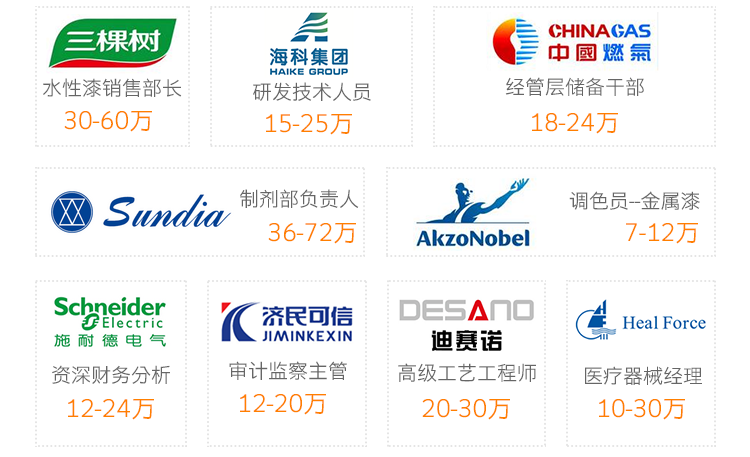 三棵树
水性漆销售部长
30-60万
海科集团
HAIKE GROUP
研发技术人员
15-25万
CHINAGAS
中國燃氣
经管层储备干部
18-24万
Sundia
制剂部负责人
36-72万
AkzoNobel
调色员--金属漆
7-12万
Schneider
Electric
施耐德电气
资深财务分析
12-24万
济民可信
JIMINKEXIN
审计监察主管
12-20万
DESANO
迪赛诺
高级工艺工程师
20-30万
Heal Force
医疗器械经理
10-30万